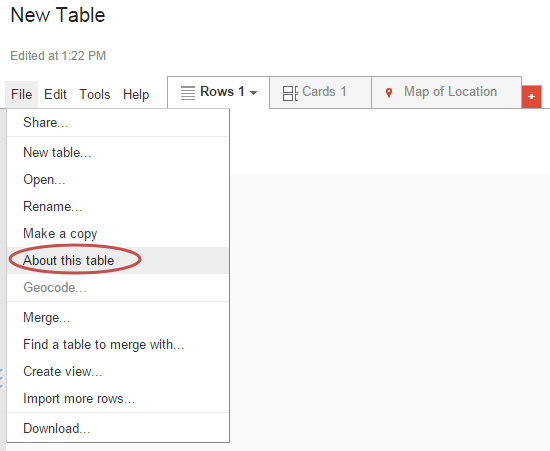 New Table
Edited at 1:22 PM
File Edit Tools Help Rows 1 Cards 1 Map of Location +
Share...
New table...
Open...
Rename...
Make a copy
About this table
Geocode...
Merge...
Find a table to merge with...
Create view...
Import more rows...
Download...